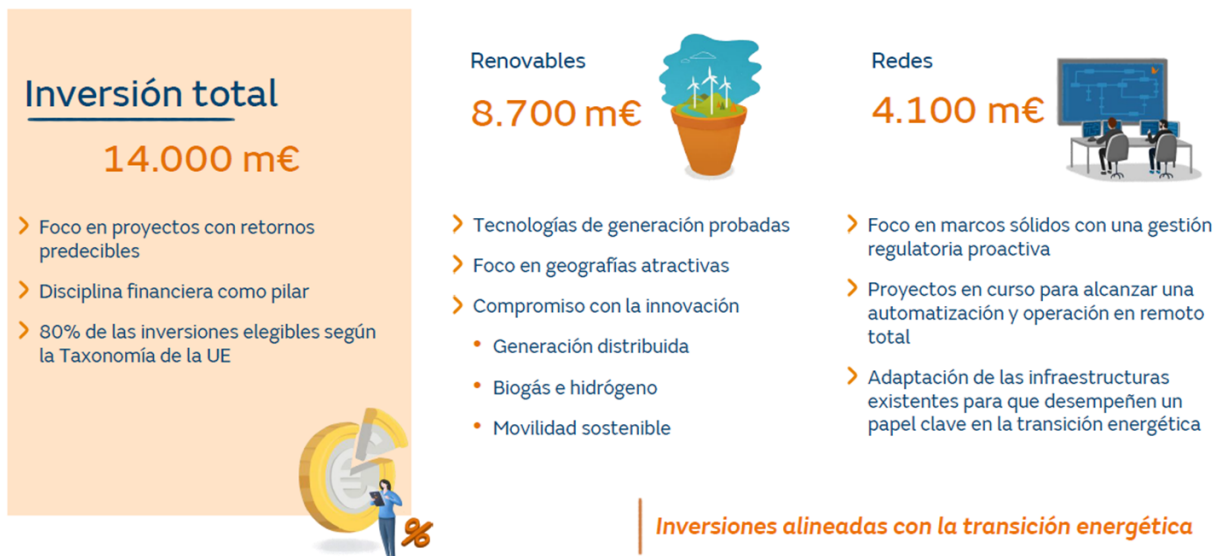 Inversión total
14.000 m€
Foco en proyectos con retornos
predecibles
Disciplina financiera como pilar
80% de las inversiones elegibles según
la Taxonomía de la UE
%
Renovables
8.700 m€
Tecnologías de generación probadas
Foco en geografías atractivas
Compromiso con la innovación
Generación distribuida
Biogás e hidrógeno
Movilidad sostenible
Redes
4.100 m€
Foco en marcos sólidos con una gestión
regulatoria proactiva
Proyectos en curso para alcanzar una
automatización y operación en remoto
total
Adaptación de las infraestructuras
existentes para que desempeñen un
papel clave en la transición energética
Inversiones alineadas con la transición energética